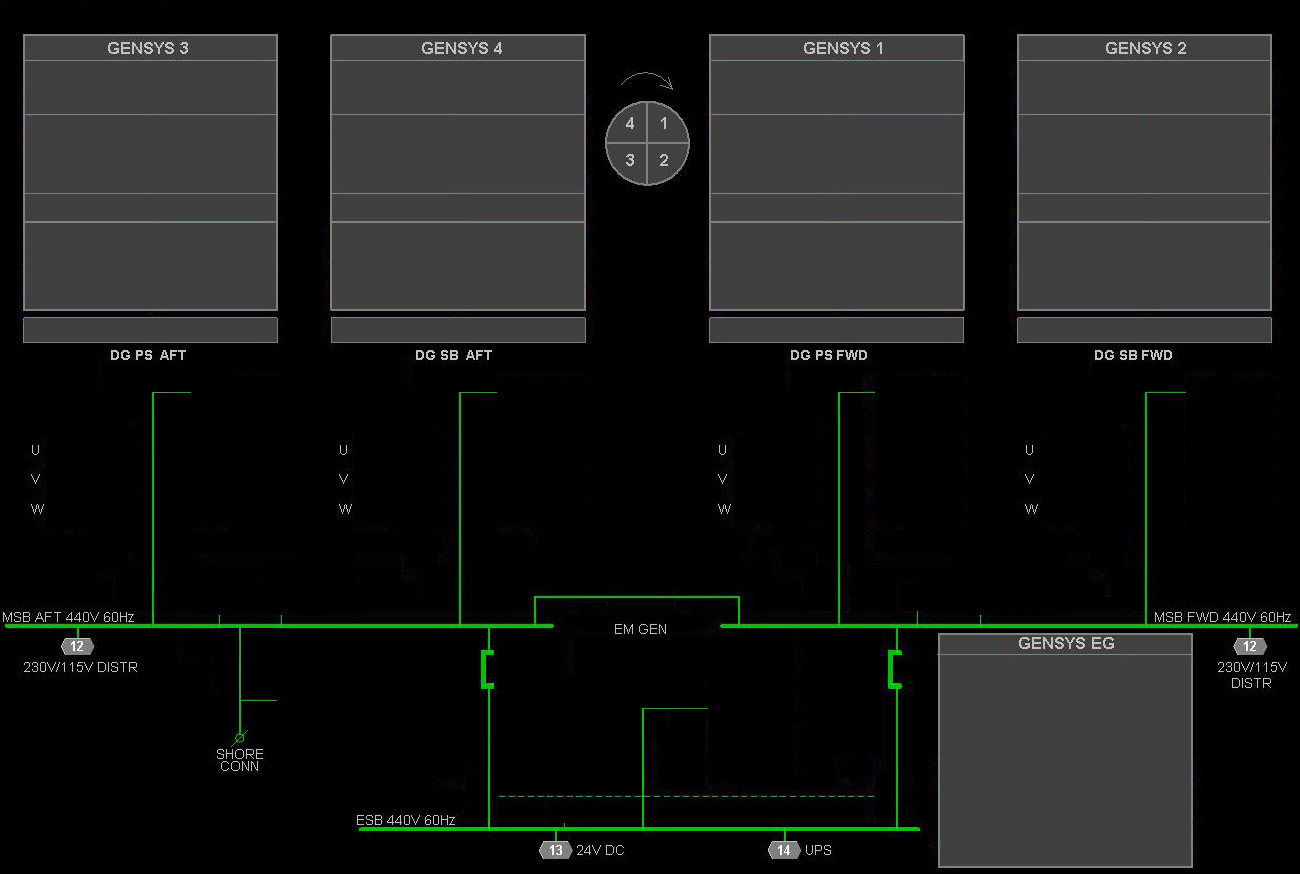 GENSYS 3
GENSYS 4
GENSYS 1
GENSYS 2
4 1
3 2
DG PS AFT
DG SB AFT
DG PS FWD
DG SB FWD
U
V
W
U
V
W
U
V
W
U
V
W
MSB AFT 440V 60Hz
12
230V/115V DISTR
SHORE
CONN
EM GEN
MSB FWD 440V 60Hz
12
230V/115V
DISTR
GENSYS EG
ESB 440V 60Hz
13 24V DC
14 UPS